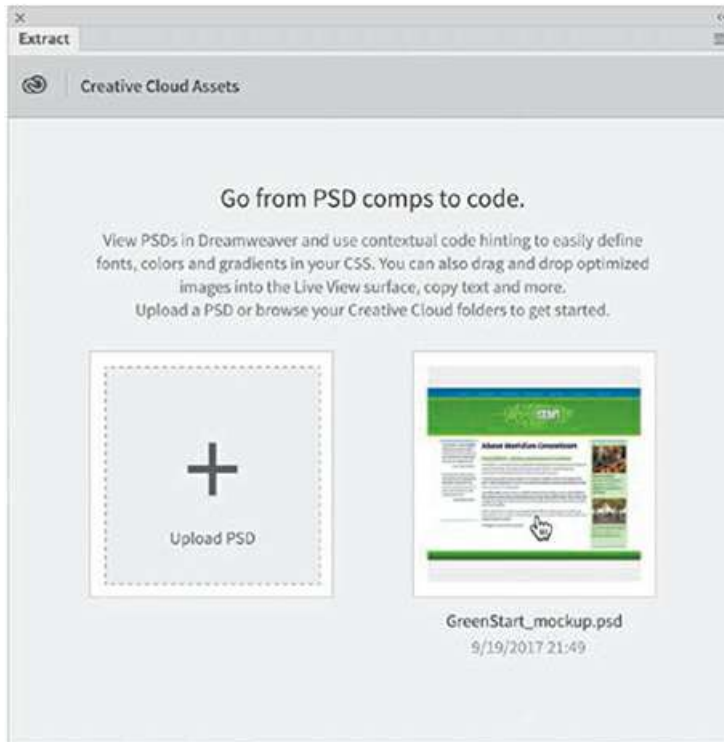 Extract
Creative Cloud Assets
Go from PSD comps to code.
View PSDs in Dreamweaver and use contextual code hinting to easily define
fonts, colors and gradients in your CSS. You can also drag and drop optimized
images into the Live View surface, copy text and more.
Upload a PSD or browse your Creative Cloud folders to get started.
Upload PSD
About Meridien GreenStart
GreenStart_mockup.psd
9/19/2017 21:49